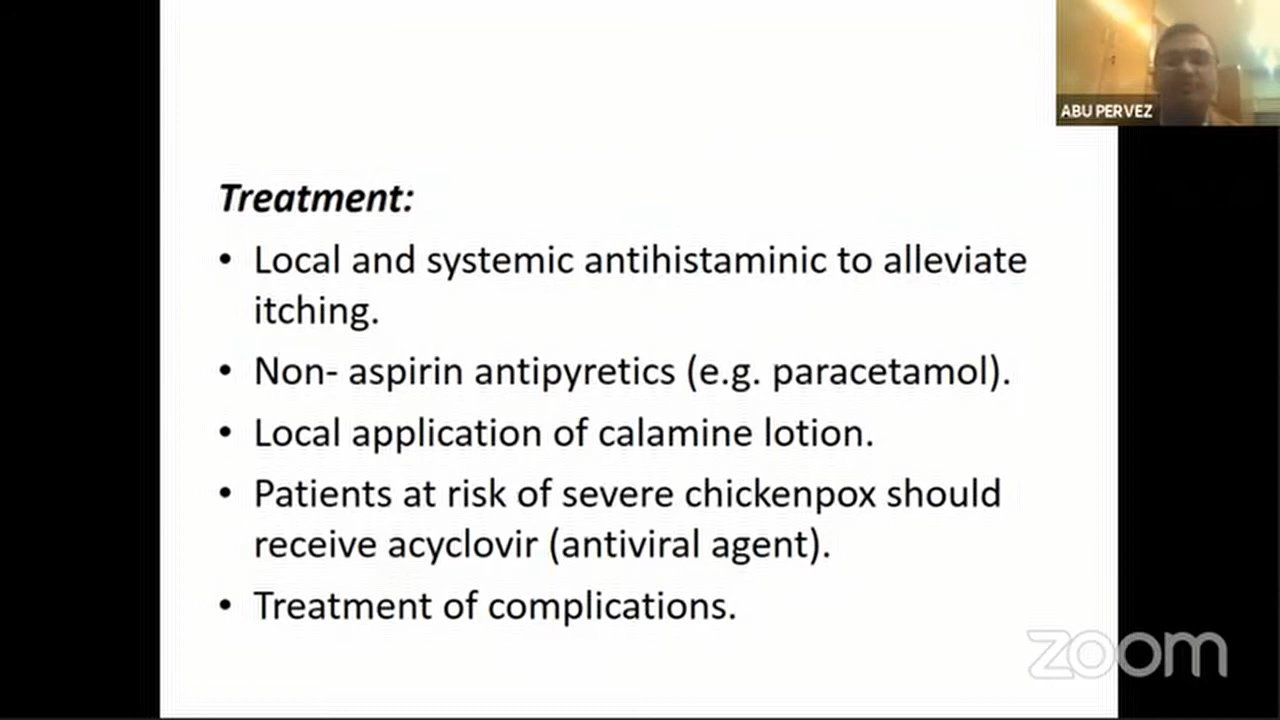 ABU PERVEZ
Treatment:
• Local and systemic antihistaminic to alleviate
itching.
• Non- aspirin antipyretics (e.g. paracetamol).
• Local application of calamine lotion.
• Patients at risk of severe chickenpox should
receive acyclovir (antiviral agent).
• Treatment of complications.
zoom